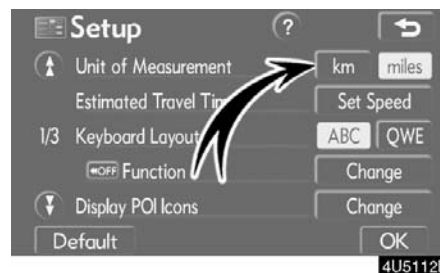 Setup ?
Unit of Measurement km miles
Estimated Travel Set Speed
1/3 Keyboard Layout ABC QWE
OFF Function Change
Display POI Icons Change
Default OK
4U5112